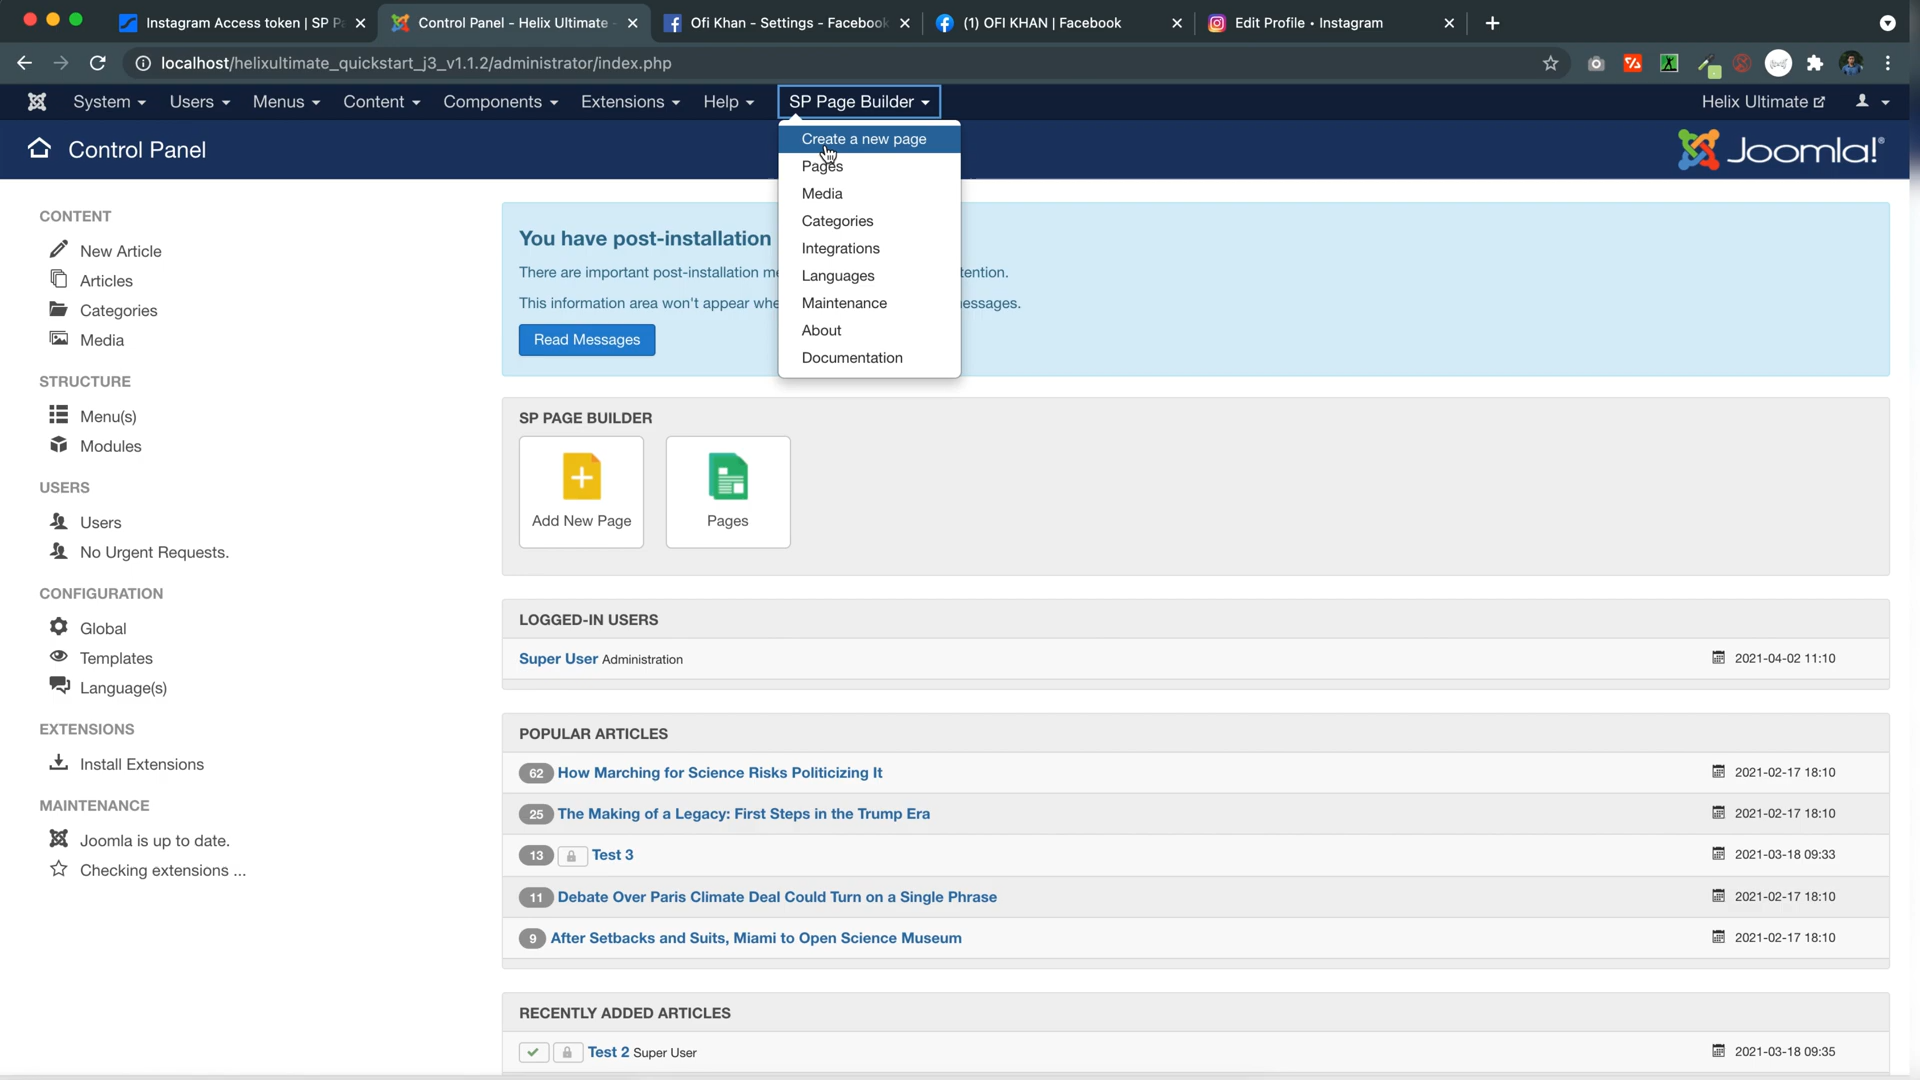 Instagram Access token | SP P
Control Panel - Helix Ultimate
Ofi Khan - Settings - Facebook
(1) OFI KHAN | Facebook
Edit Profile • Instagram
localhost/helixultimate_quickstart_j3_v1.1.2/administrator/index.php
System Users Menus Content Components Extensions Help SP Page Builder Helix Ultimate
Control Panel
Joomla!®
Create a new page
Pages
Media
Categories
Integrations
Languages
Maintenance
About
Documentation
CONTENT
New Article
Articles
Categories
Media
STRUCTURE
Menu(s)
Modules
USERS
Users
No Urgent Requests.
CONFIGURATION
Global
Templates
Language(s)
EXTENSIONS
Install Extensions
MAINTENANCE
Joomla is up to date.
Checking extensions ...
You have post-installation
There are important post-installation me tention.
This information area won't appear whe essages.
Read Messages
SP PAGE BUILDER
Add New Page
Pages
LOGGED-IN USERS
Super User Administration 2021-04-02 11:10
POPULAR ARTICLES
62 How Marching for Science Risks Politicizing It 2021-02-17 18:10
25 The Making of a Legacy: First Steps in the Trump Era 2021-02-17 18:10
13 Test 3 2021-03-18 09:33
11 Debate Over Paris Climate Deal Could Turn on a Single Phrase 2021-02-17 18:10
9 After Setbacks and Suits, Miami to Open Science Museum 2021-02-17 18:10
RECENTLY ADDED ARTICLES
Test 2 Super User 2021-03-18 09:35